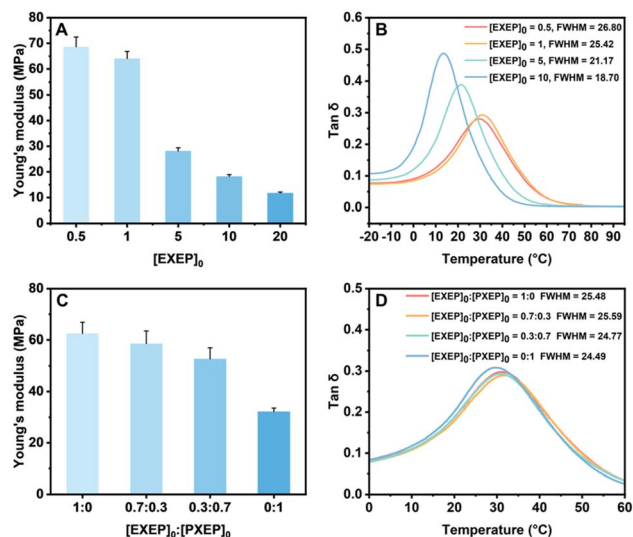 A
Young's modulus (MPa)
80
70
60
50
40
30
20
10
0
0.5 1 5 10 20
[EXEP]₀
B
[EXEP]₀ = 0.5, FWHM = 26.80
[EXEP]₀ = 1, FWHM = 25.42
[EXEP]₀ = 5, FWHM = 21.17
[EXEP]₀ = 10, FWHM = 18.70
Tan δ
0.6
0.5
0.4
0.3
0.2
0.1
0.0
-20 -10 0 10 20 30 40 50 60 70 80 90
Temperature (°C)
C
Young's modulus (MPa)
80
60
40
20
0
1:0 0.7:0.3 0.3:0.7 0:1
[EXEP]₀:[PXEP]₀
D
[EXEP]₀:[PXEP]₀ = 1:0 FWHM = 25.48
[EXEP]₀:[PXEP]₀ = 0.7:0.3 FWHM = 25.59
[EXEP]₀:[PXEP]₀ = 0.3:0.7 FWHM = 24.77
[EXEP]₀:[PXEP]₀ = 0:1 FWHM = 24.49
Tan δ
0.5
0.4
0.3
0.2
0.1
0.0
0 10 20 30 40 50 60
Temperature (°C)